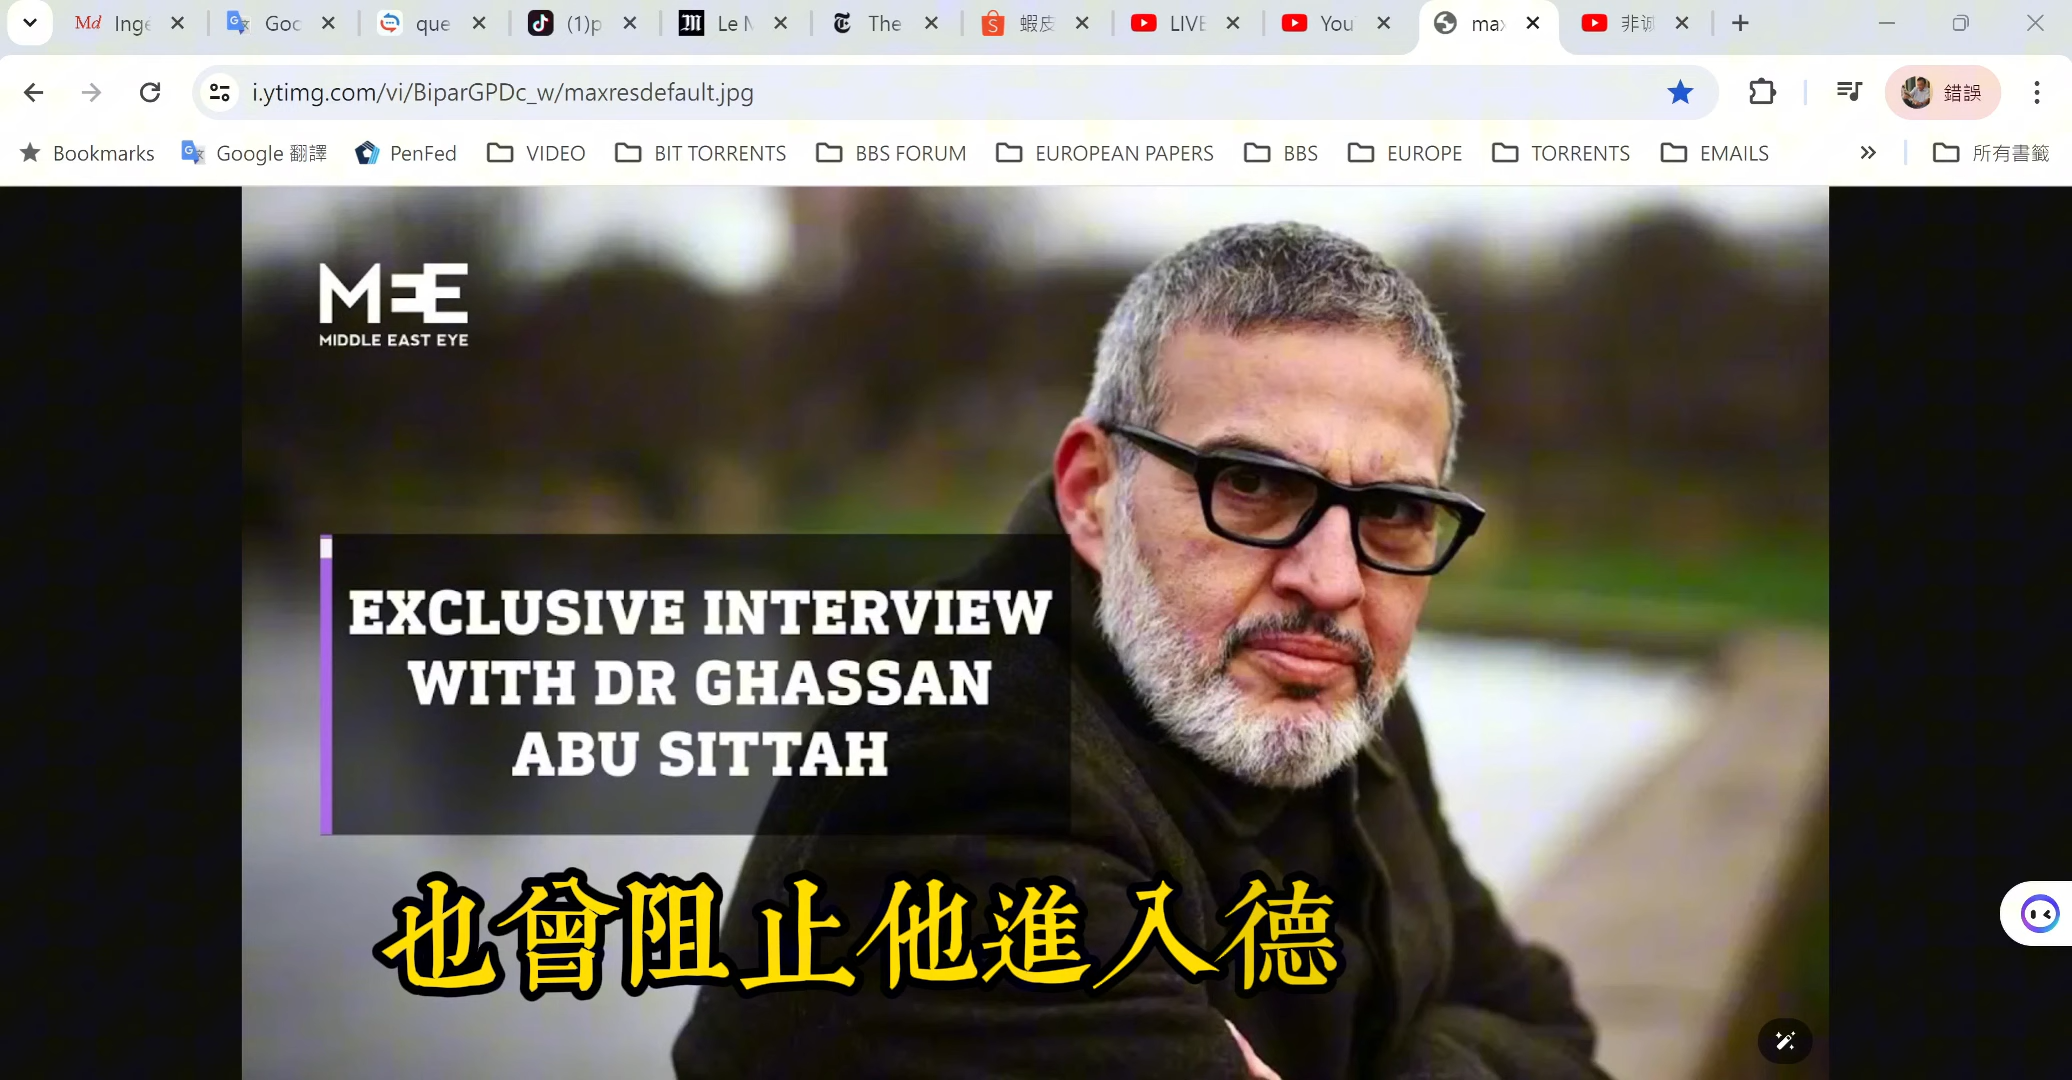 Md Inge
Goc
que
(1)p
Le M
The
蝦皮
LIVE
You
max
非誠
i.ytimg.com/vi/BiparGPDc_w/maxresdefault.jpg
錯誤
Bookmarks
Google 翻譯
PenFed
VIDEO
BIT TORRENTS
BBS FORUM
EUROPEAN PAPERS
BBS
EUROPE
TORRENTS
EMAILS
所有書籤
MEE
MIDDLE EAST EYE
EXCLUSIVE INTERVIEW
WITH DR GHASSAN
ABU SITTAH
也曾阻止他進入德